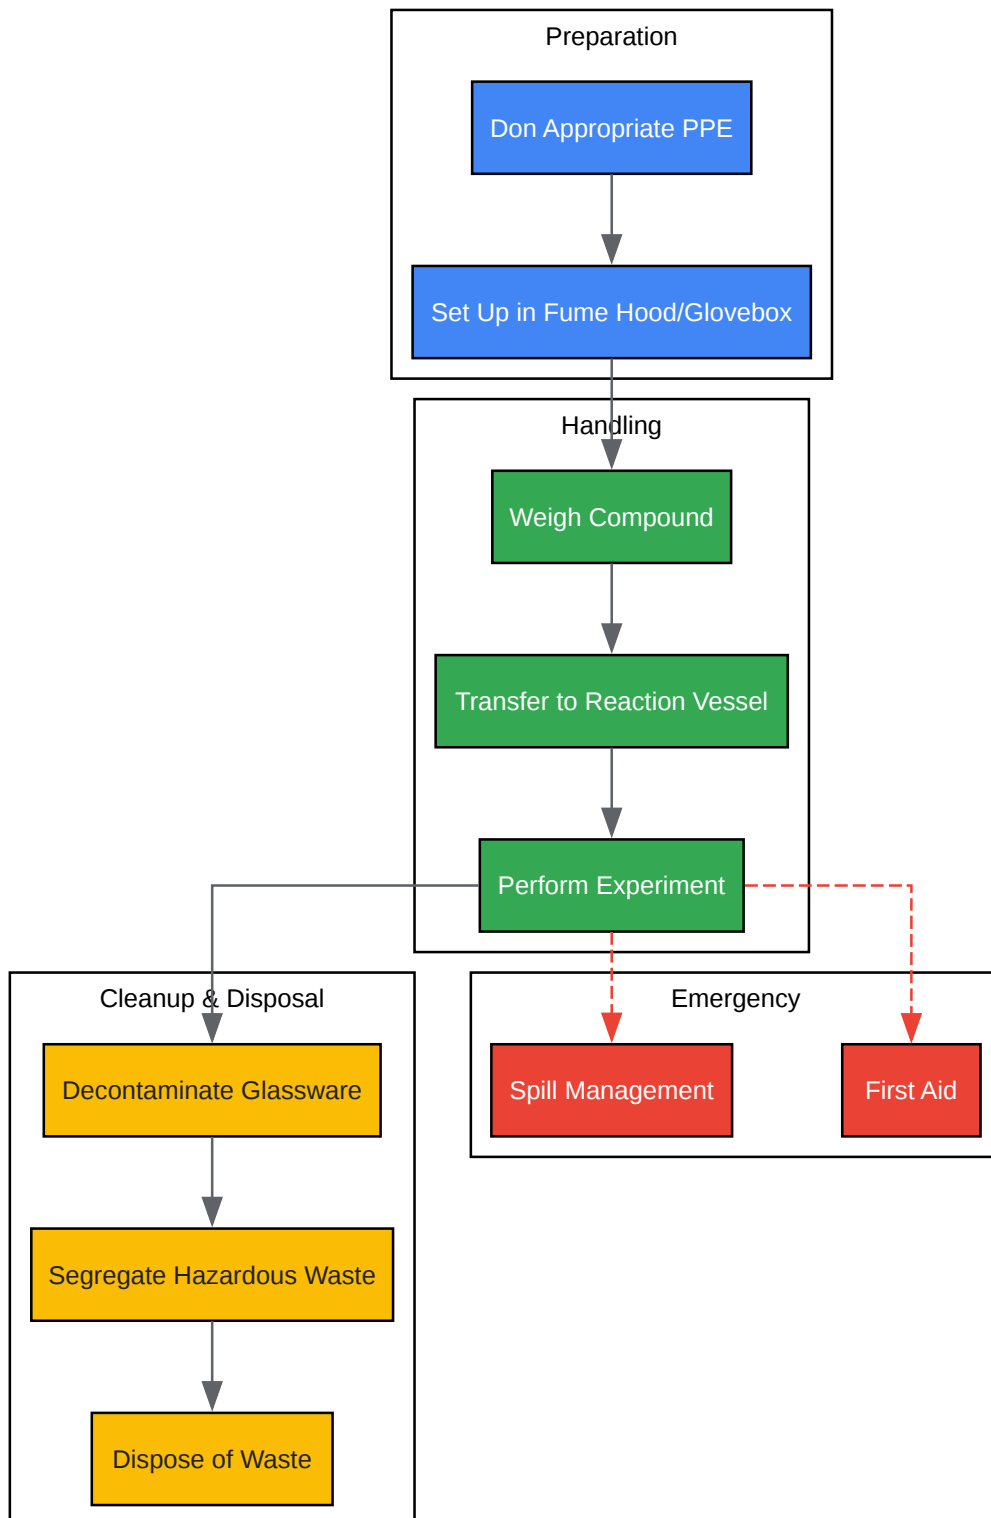 Preparation
Don Appropriate PPE
Set Up in Fume Hood/Glovebox
Handling
Weigh Compound
Transfer to Reaction Vessel
Perform Experiment
Cleanup & Disposal
Decontaminate Glassware
Segregate Hazardous Waste
Dispose of Waste
Emergency
Spill Management
First Aid